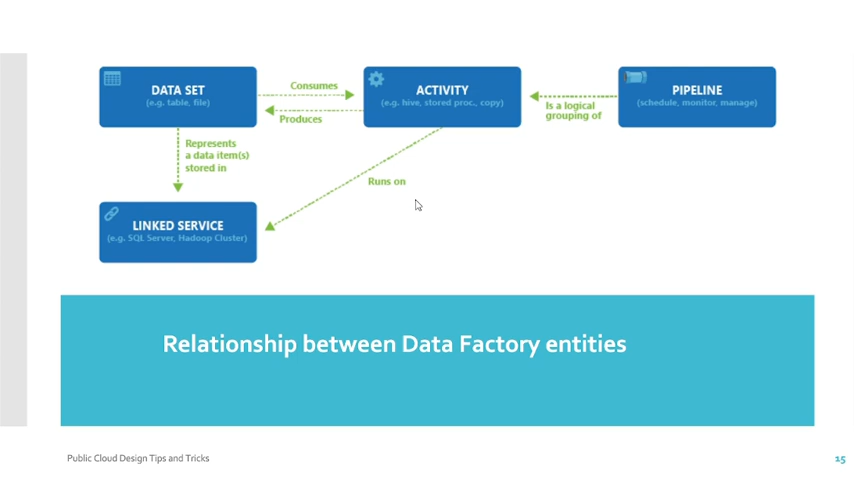 DATA SET
(e.g. table, file)
Consumes
Produces
ACTIVITY
(e.g. hive, stored proc., copy)
Is a logical
grouping of
PIPELINE
(schedule, monitor, manage)
Represents
a data item(s)
stored in
Runs on
LINKED SERVICE
(e.g. SQL Server, Hadoop Cluster)
Relationship between Data Factory entities
Public Cloud Design Tips and Tricks
15